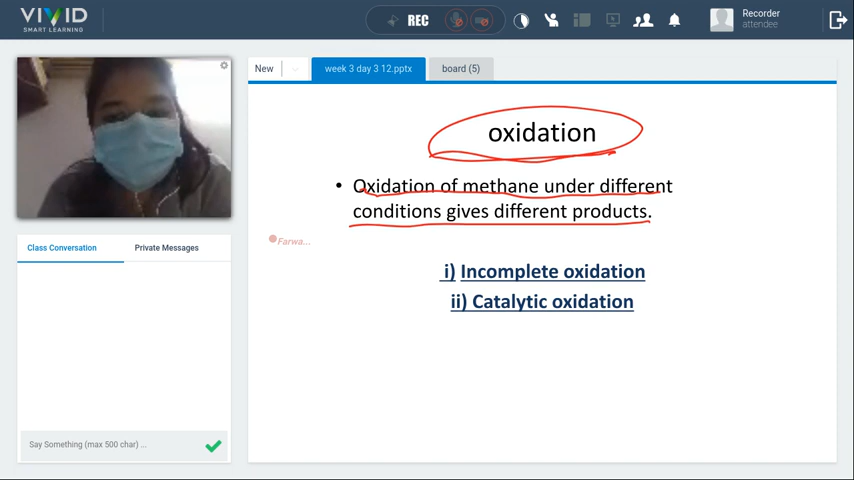 VIVID
SMART LEARNING
REC
Recorder
attendee
New
week 3 day 3 12.pptx
board (5)
oxidation
• Oxidation of methane under different
conditions gives different products.
Farwa...
i) Incomplete oxidation
ii) Catalytic oxidation
Class Conversation
Private Messages
Say Something (max 500 char) ...